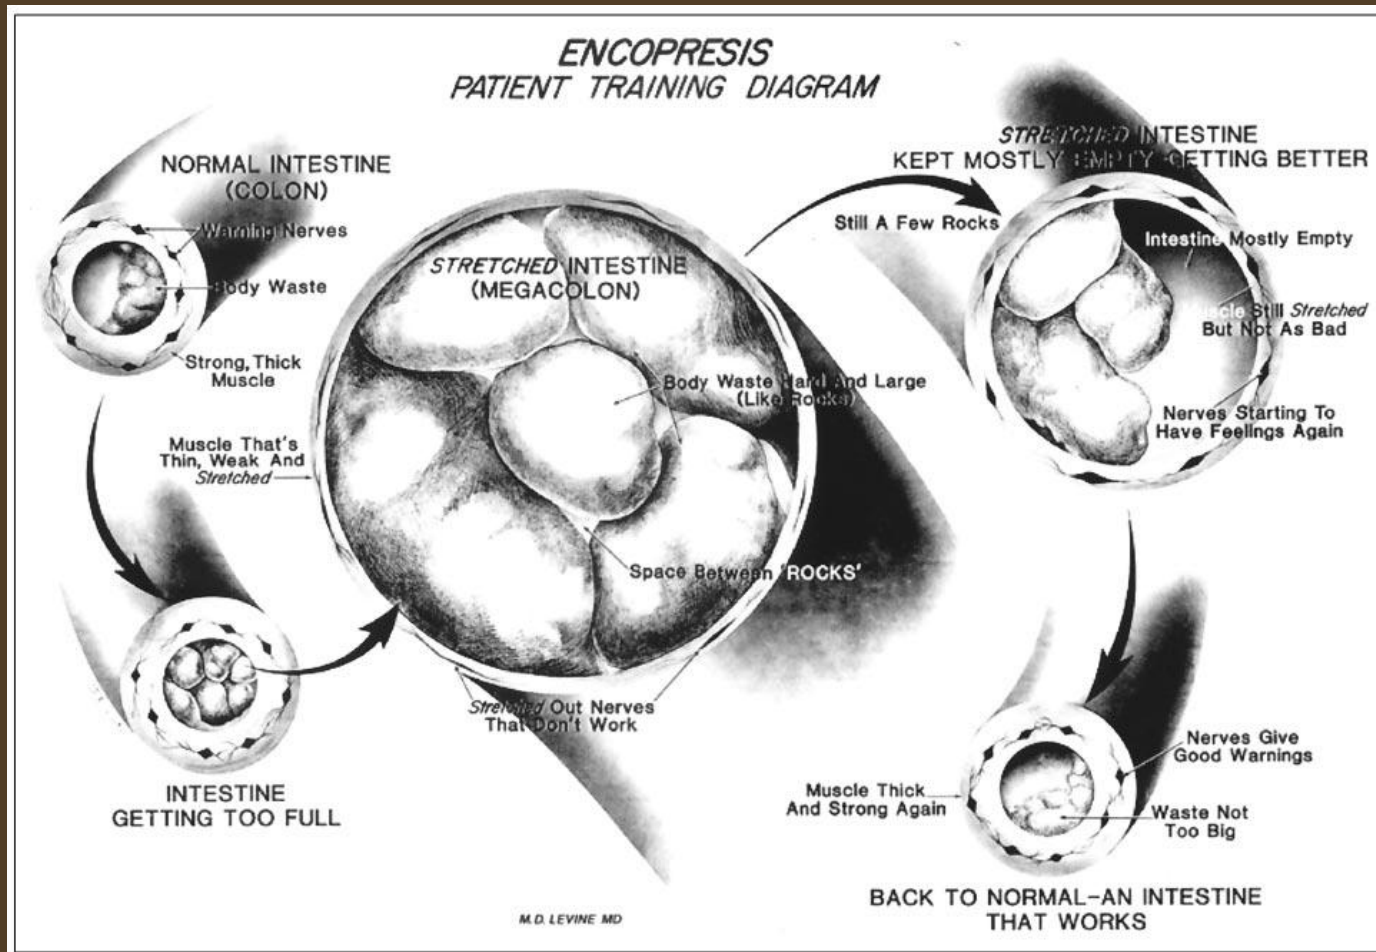 ENCOPRESIS
PATIENT TRAINING DIAGRAM
NORMAL INTESTINE
(COLON)
Warning Nerves
Body Waste
Strong, Thick
Muscle
INTESTINE
GETTING TOO FULL
STRETCHED INTESTINE
(MEGACOLON)
Body Waste Hard And Large
(Like Rocks)
Muscle That's
Thin, Weak And
Stretched
Space Between 'ROCKS'
Stretched Out Nerves
That Don't Work
STRETCHED INTESTINE
KEPT MOSTLY EMPTY-GETTING BETTER
Still A Few Rocks
Intestine Mostly Empty
Muscle Still Stretched
But Not As Bad
Nerves Starting To
Have Feelings Again
Nerves Give
Good Warnings
Muscle Thick
And Strong Again
Waste Not
Too Big
BACK TO NORMAL-AN INTESTINE
THAT WORKS
M.D. LEVINE MD